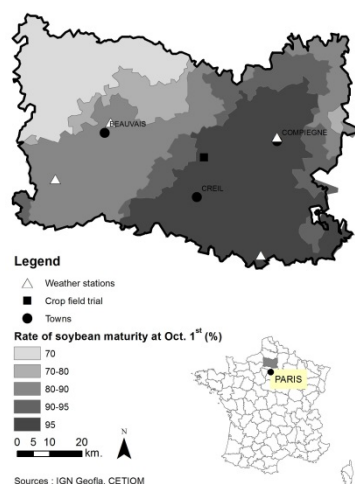 BEAUVAIS
COMPIEGNE
CREIL
Legend
Weather stations
Crop field trial
Towns
Rate of soybean maturity at Oct. 1st (%)
70
70-80
80-90
90-95
95
0 5 10 20
km.
N
PARIS
Sources : IGN Geofla, CETIOM